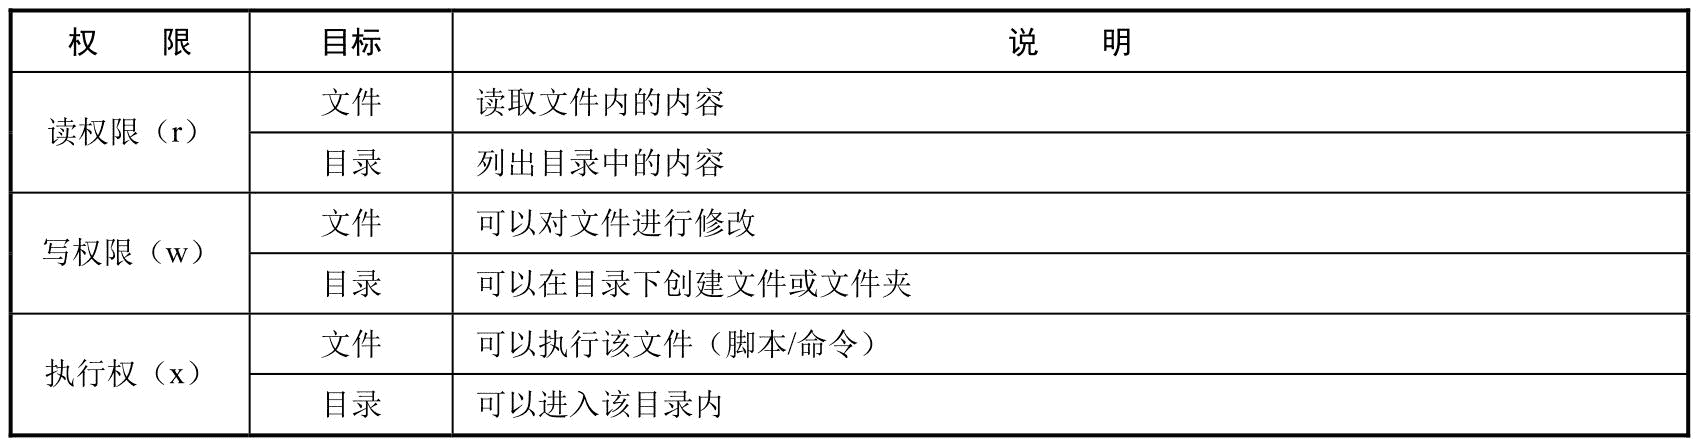 权 限 目标 说 明
读权限（r） 文件 读取文件内的内容
目录 列出目录中的内容
写权限（w） 文件 可以对文件进行修改
目录 可以在目录下创建文件或文件夹
执行权（x） 文件 可以执行该文件（脚本/命令）
目录 可以进入该目录内